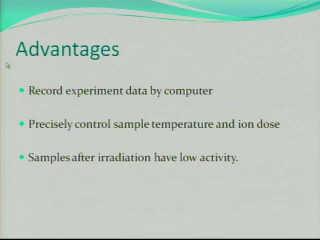 Advantages
Record experiment data by computer
Precisely control sample temperature and ion dose
Samples after irradiation have low activity.